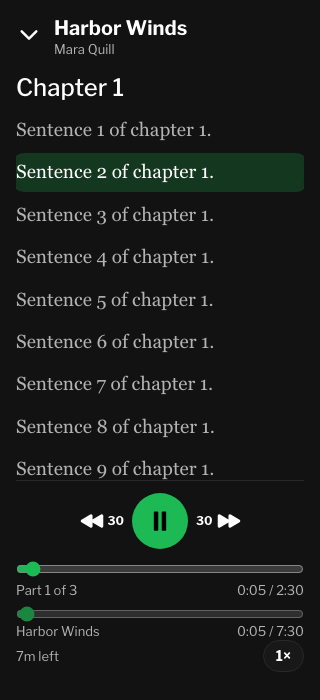 Harbor Winds
Mara Quill
Chapter 1
Sentence 1 of chapter 1.
Sentence 2 of chapter 1.
Sentence 3 of chapter 1.
Sentence 4 of chapter 1.
Sentence 5 of chapter 1.
Sentence 6 of chapter 1.
Sentence 7 of chapter 1.
Sentence 8 of chapter 1.
Sentence 9 of chapter 1.
30 30
Part 1 of 3 0:05 / 2:30
Harbor Winds 0:05 / 7:30
7m left 1×